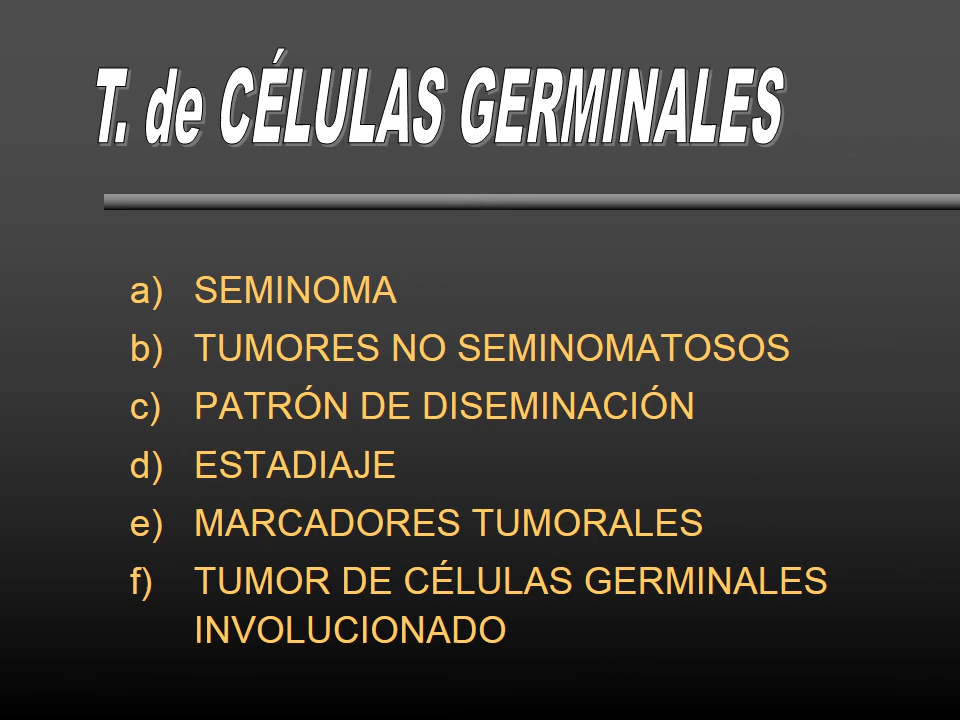 T. de CÉLULAS GERMINALES
a) SEMINOMA
b) TUMORES NO SEMINOMATOSOS
c) PATRÓN DE DISEMINACIÓN
d) ESTADIAJE
e) MARCADORES TUMORALES
f) TUMOR DE CÉLULAS GERMINALES
INVOLUCIONADO